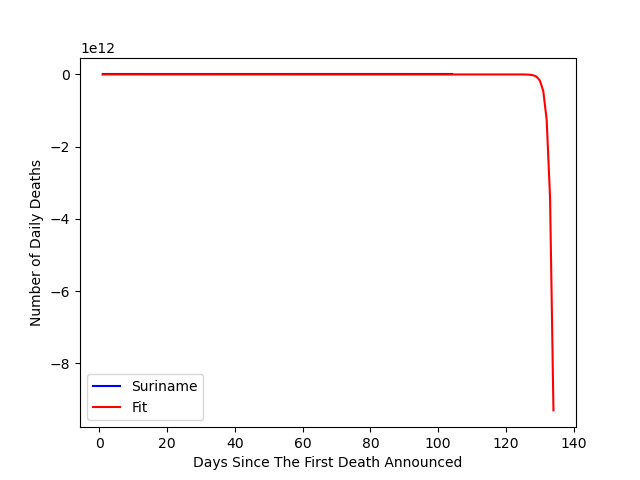 1e12
0
−2
−4
−6
−8
Number of Daily Deaths
Suriname
Fit
0 20 40 60 80 100 120 140
Days Since The First Death Announced